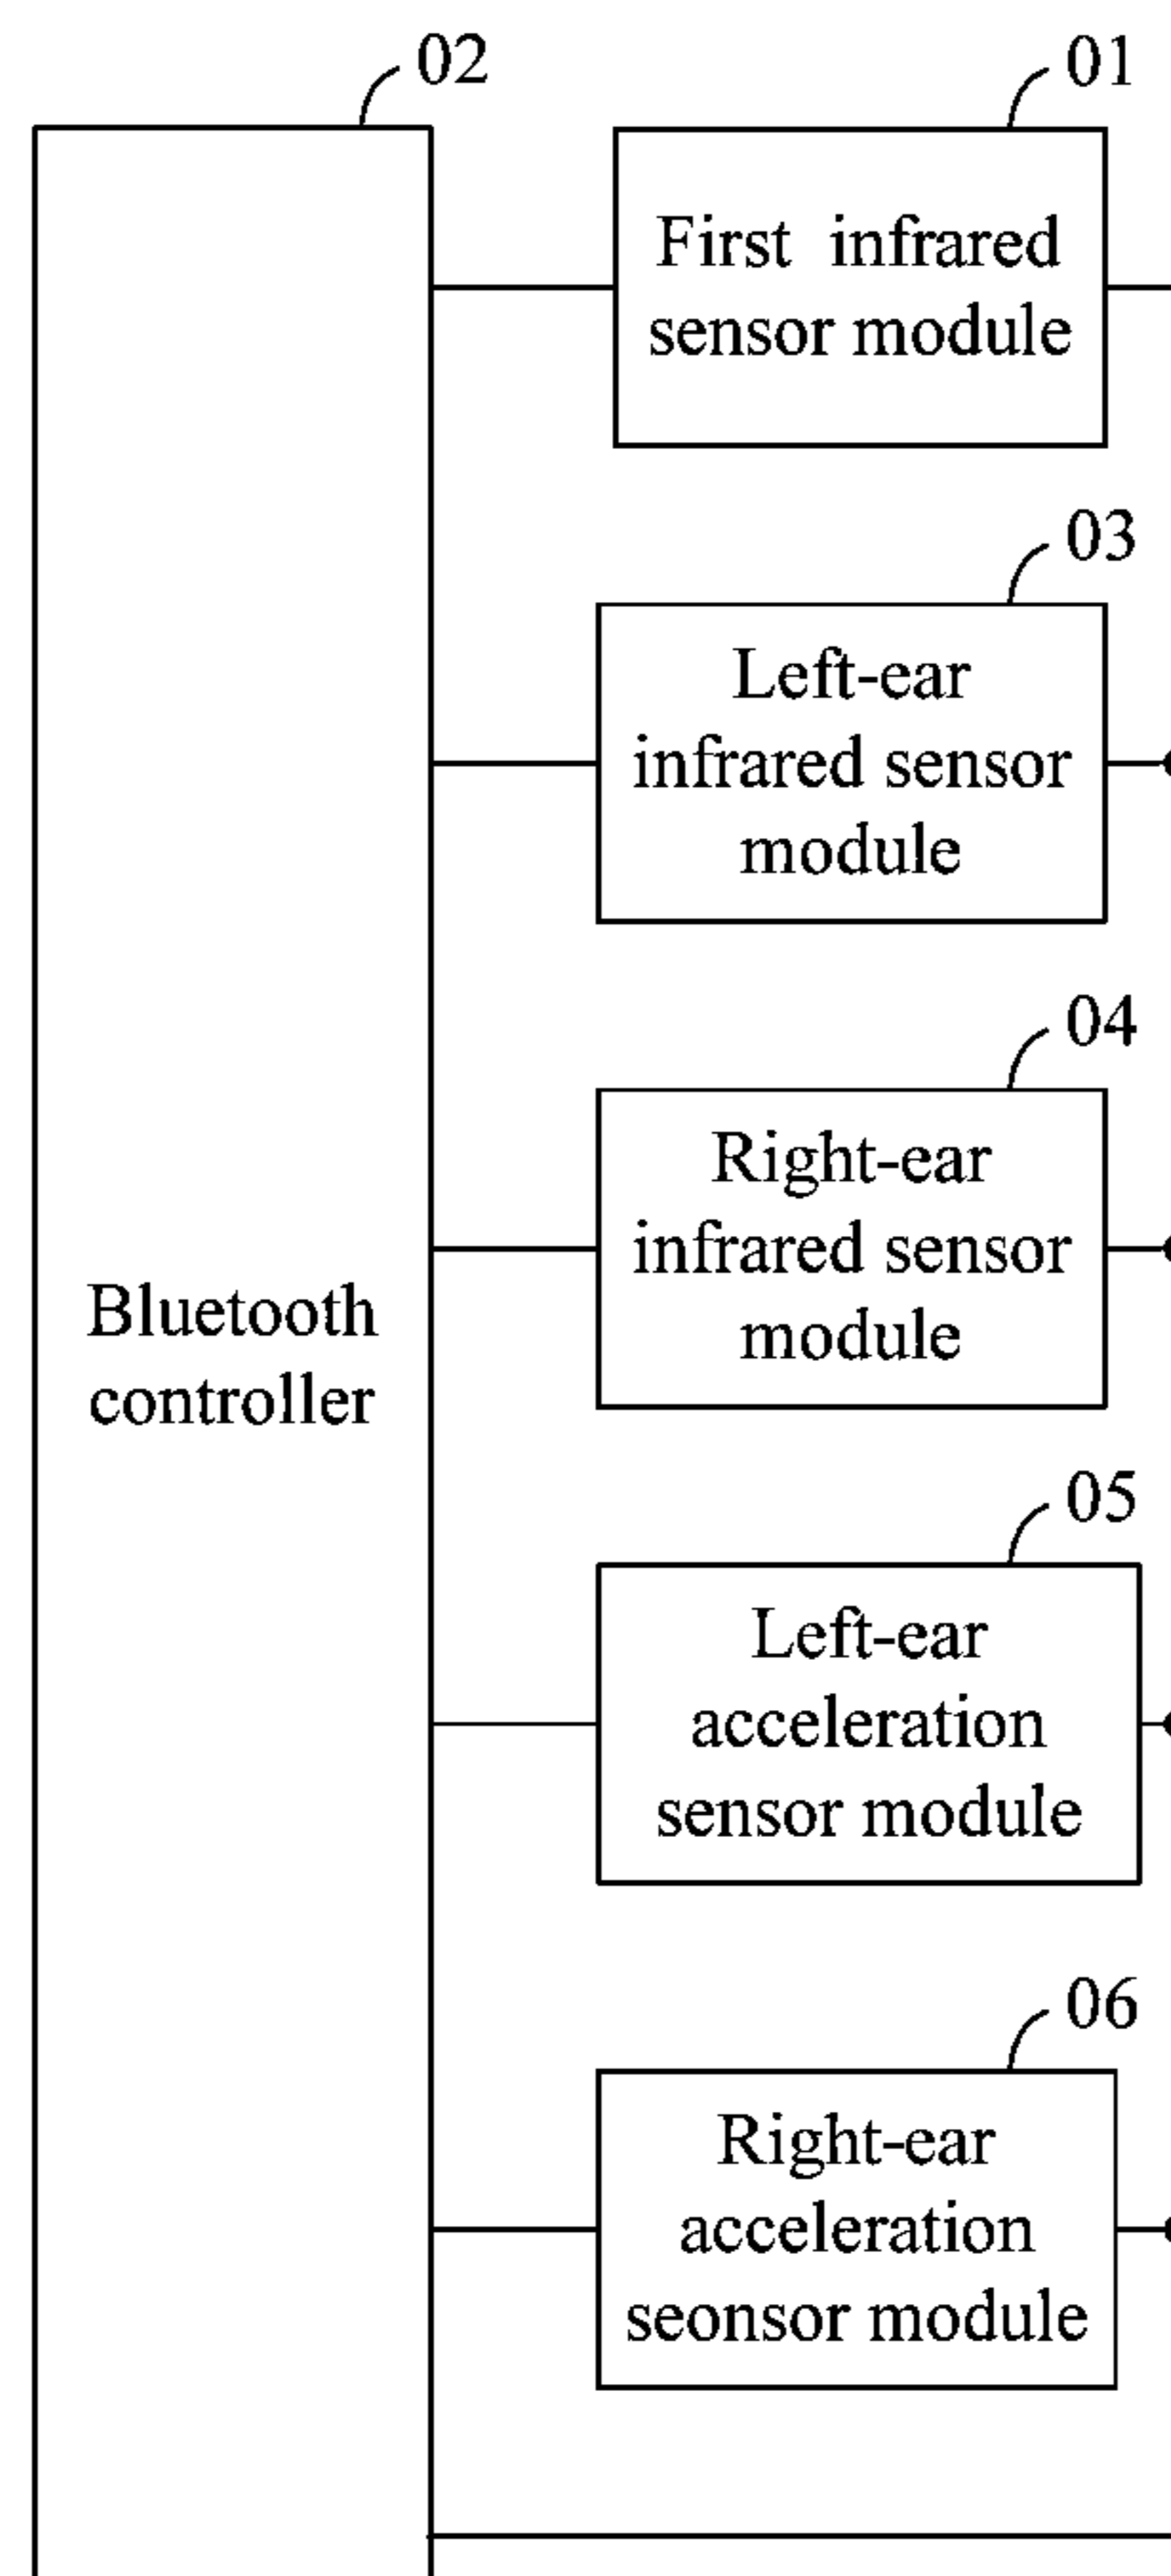 02
01
First infrared
sensor module
03
Left-ear
infrared sensor
module
04
Right-ear
infrared sensor
module
Bluetooth
controller
05
Left-ear
acceleration
sensor module
06
Right-ear
acceleration
seonsor module